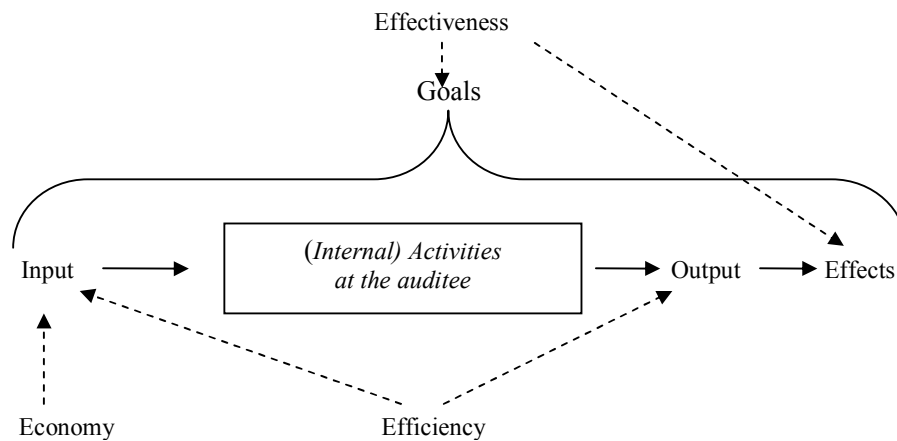 Effectiveness
Goals
(Internal) Activities
at the auditee
Input
Output
Effects
Economy
Efficiency